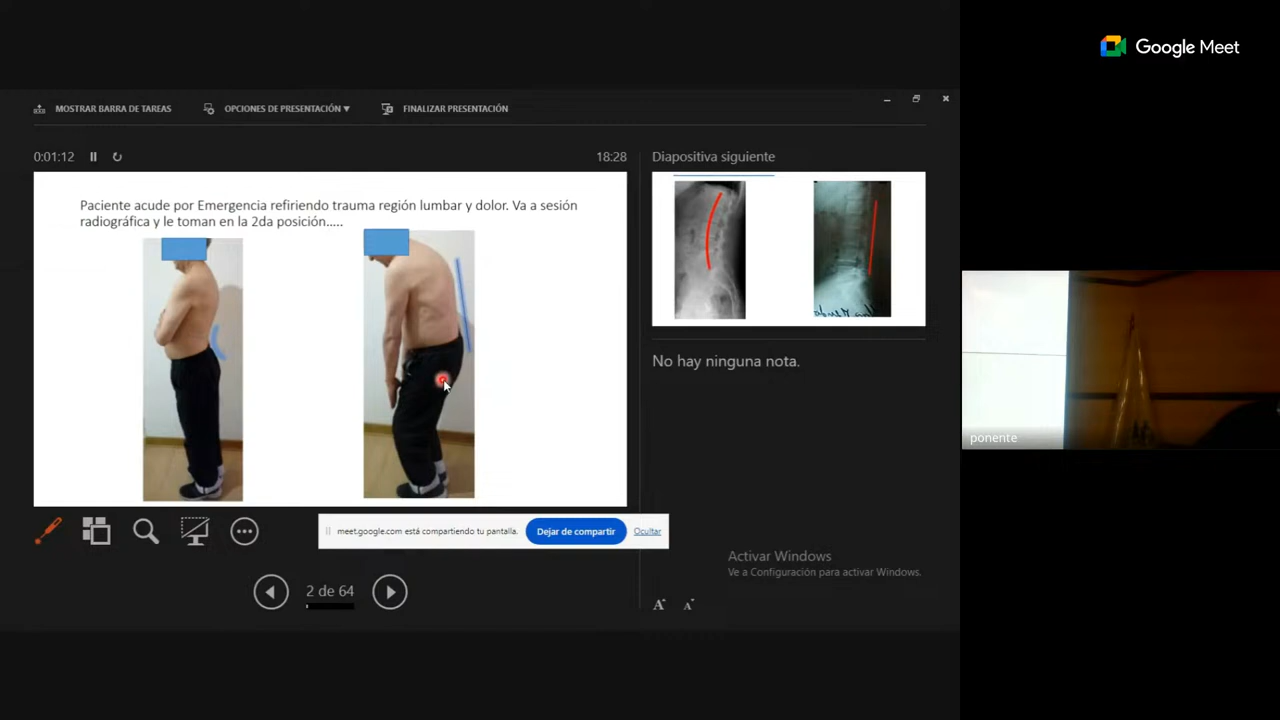 Google Meet
MOSTRAR BARRA DE TAREAS
OPCIONES DE PRESENTACIÓN ▼
FINALIZAR PRESENTACIÓN
0:01:12
18:28
Diapositiva siguiente
Paciente acude por Emergencia refiriendo trauma región lumbar y dolor. Va a sesión
radiográfica y le toman en la 2da posición.....
No hay ninguna nota.
ponente
meet.google.com está compartiendo tu pantalla.
Dejar de compartir
Ocultar
Activar Windows
Ve a Configuración para activar Windows.
2 de 64
A A